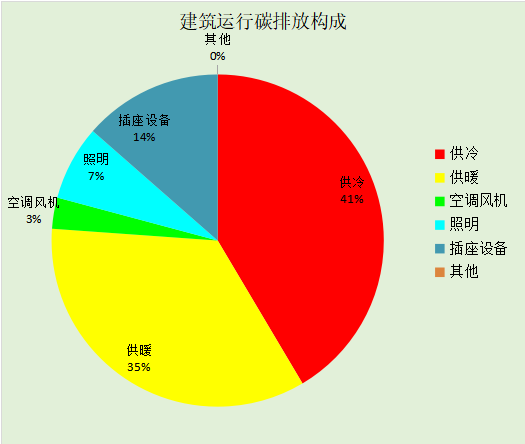 建筑运行碳排放构成
其他
0%
插座设备
14%
照明
7%
空调风机
3%
供冷
41%
供暖
35%
供冷
供暖
空调风机
照明
插座设备
其他